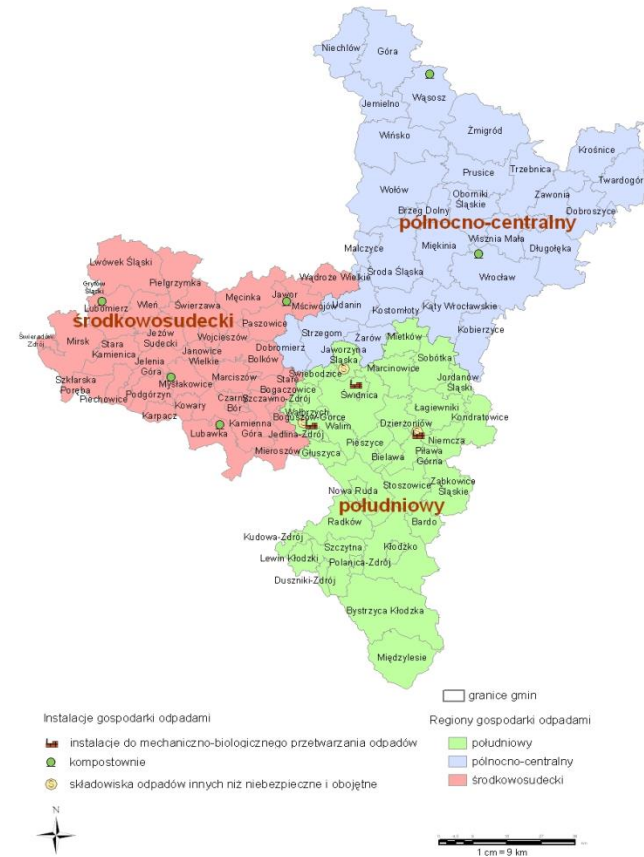 Niechlów
Góra
Wąsosz
Jemielno
Wińsko
Żmigród
Krośnice
Twardogór
Prusice
Trzebnica
Zawonia
Dobroszyce
Wołów
Oborniki
Śląskie
Brzeg Dolny
północno-centralny
Malczyce
Miękinia
Wisznia Mała
Długołęka
Środa Śląska
Wrocław
Kostomłoty
Kąty Wrocławskie
Kobierzyce
Udanin
Strzegom
Żarów
Mietków
Jaworzyna
Śląska
Lwówek Śląski
Gryfów
Śląski
Pielgrzymka
Lubomierz
Wleń
Świerzawa
Męcinka
Jawor
Wądroże Wielkie
Mściwojów
środkowosudecki
Paszowice
Świeradów
Zdrój
Mirsk
Stara
Kamienica
Jeżów
Sudecki
Wojcieszów
Janowice
Wielkie
Bolków
Dobromierz
Jelenia
Góra
Szklarska
Poręba
Piechowice
Podgórzyn
Mysłakowice
Marciszów
Karpacz
Kowary
Czarny
Bór
Kamienna
Góra
Lubawka
Mieroszów
Stare
Bogaczowice
Szczawno-Zdrój
Świebodzice
Świdnica
Marcinowice
Sobótka
Jordanów
Śląski
Wałbrzych
Boguszów-Gorce
Jedlina-Zdrój
Walim
Głuszyca
Łagiewniki
Kondratowice
Dzierżoniów
Niemcza
Pieszyce
Bielawa
Piława
Górna
Nowa Ruda
Stoszowice
Ząbkowice
Śląskie
południowy
Radków
Bardo
Kudowa-Zdrój
Szczytna
Kłodzko
Lewin Kłodzki
Polanica-Zdrój
Duszniki-Zdrój
Bystrzyca Kłodzka
Międzylesie
granice gmin
Instalacje gospodarki odpadami
instalacje do mechaniczno-biologicznego przetwarzania odpadów
kompostownie
składowiska odpadów innych niż niebezpieczne i obojętne
Regiony gospodarki odpadami
południowy
północno-centralny
środkowosudecki
N
1 cm = 9 km